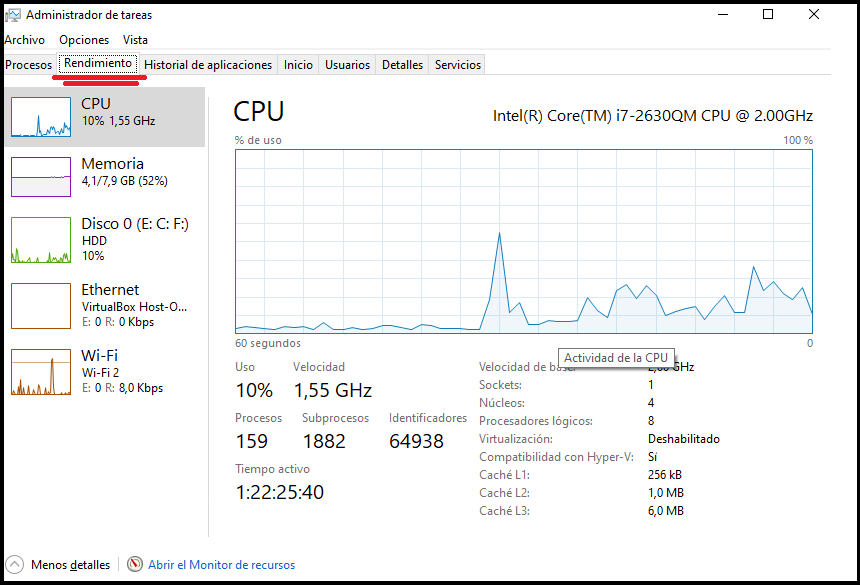 Administrador de tareas
Archivo Opciones Vista
Procesos Rendimiento Historial de aplicaciones Inicio Usuarios Detalles Servicios
CPU
10% 1,55 GHz
Memoria
4,1/7,9 GB (52%)
Disco 0 (E: C: F:)
HDD
10%
Ethernet
VirtualBox Host-O...
E: 0 R: 0 Kbps
Wi-Fi
Wi-Fi 2
E: 0 R: 8,0 Kbps
CPU Intel(R) Core(TM) i7-2630QM CPU @ 2.00GHz
% de uso 100 %
60 segundos 0
Actividad de la CPU
Uso Velocidad
10% 1,55 GHz
Procesos Subprocesos Identificadores
159 1882 64938
Tiempo activo
1:22:25:40
Velocidad de base: 2,00 GHz
Sockets: 1
Núcleos: 4
Procesadores lógicos: 8
Virtualización: Deshabilitado
Compatibilidad con Hyper-V: Sí
Caché L1: 256 kB
Caché L2: 1,0 MB
Caché L3: 6,0 MB
Menos detalles Abrir el Monitor de recursos